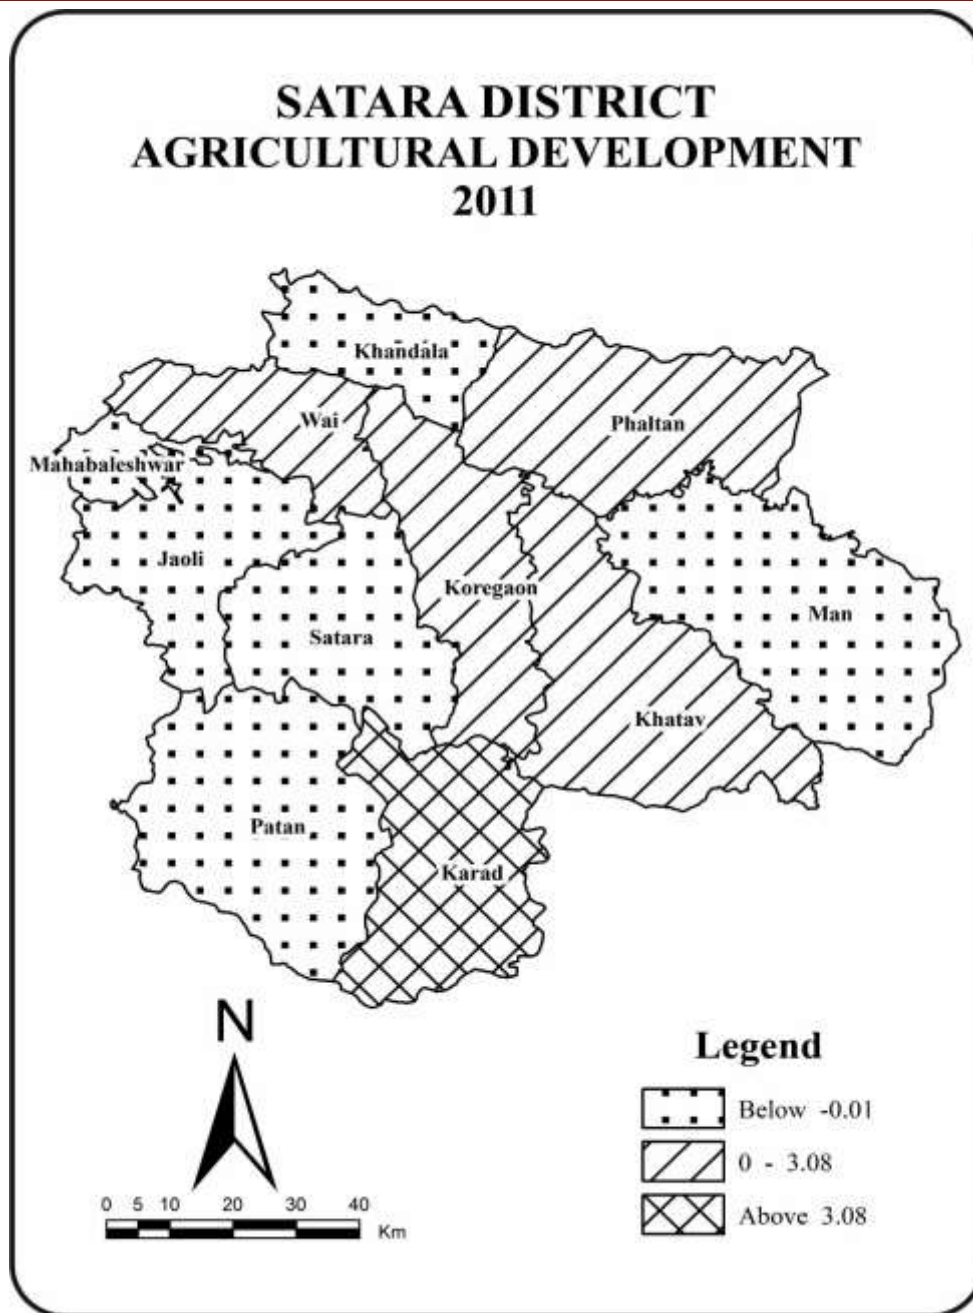 SATARA DISTRICT
AGRICULTURAL DEVELOPMENT
2011
Khandala
Wai
Phaltan
Mahabaleshwar
Jaoli
Koregaon
Man
Satara
Khatav
Patan
Karad
N
Legend
Below -0.01
0 - 3.08
Above 3.08
0 5 10 20 30 40
Km